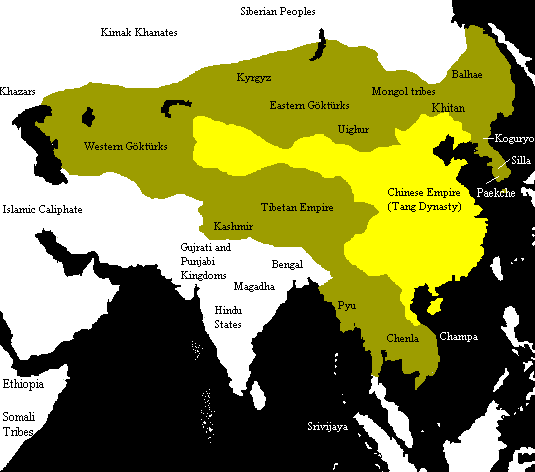 Siberian Peoples
Kimak Khanates
Balhae
Kyrgyz
Khazars
Mongol tribes
Eastern Göktürks
Khitan
Uighur
Koguryo
Western Göktürks
Silla
Paekche
Chinese Empire
(Tang Dynasty)
Islamic Caliphate
Tibetan Empire
Kashmir
Gujrati and
Punjabi
Kingdoms
Bengal
Magadha
Hindu
States
Pyu
Chenla
Champa
Ethiopia
Somali
Tribes
Srivijaya